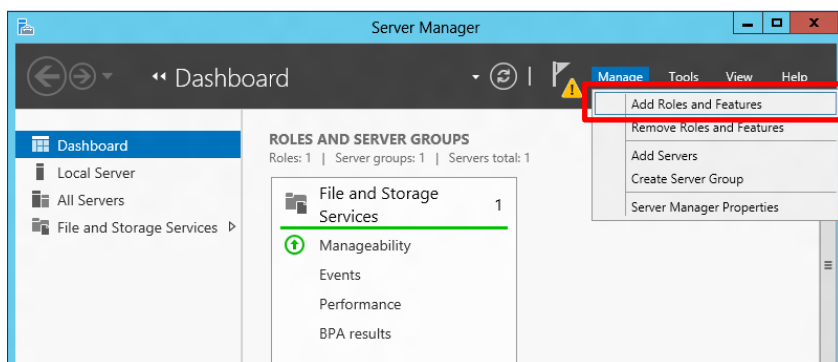 Server Manager
Dashboard
Manage Tools View Help
Add Roles and Features
Remove Roles and Features
Add Servers
Create Server Group
Server Manager Properties
Dashboard
Local Server
All Servers
File and Storage Services
ROLES AND SERVER GROUPS
Roles: 1 | Server groups: 1 | Servers total: 1
File and Storage
Services 1
Manageability
Events
Performance
BPA results